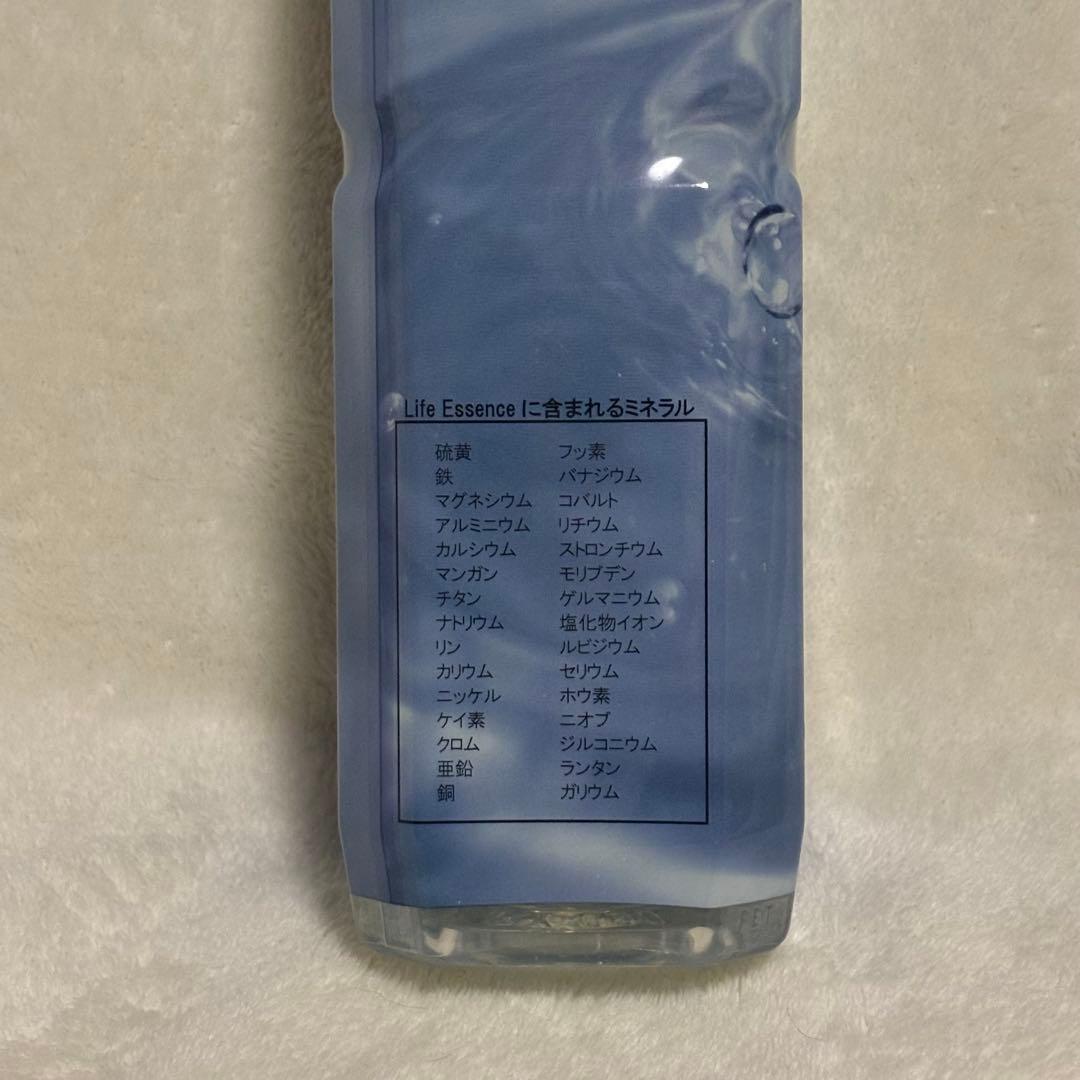 Life Essence に含まれるミネラル
硫黄 フッ素
鉄 バナジウム
マグネシウム コバルト
アルミニウム リチウム
カルシウム ストロンチウム
マンガン モリブデン
チタン ゲルマニウム
ナトリウム 塩化物イオン
リン ルビジウム
カリウム セリウム
ニッケル ホウ素
ケイ素 ニオブ
クロム ジルコニウム
亜鉛 ランタン
銅 ガリウム
PET